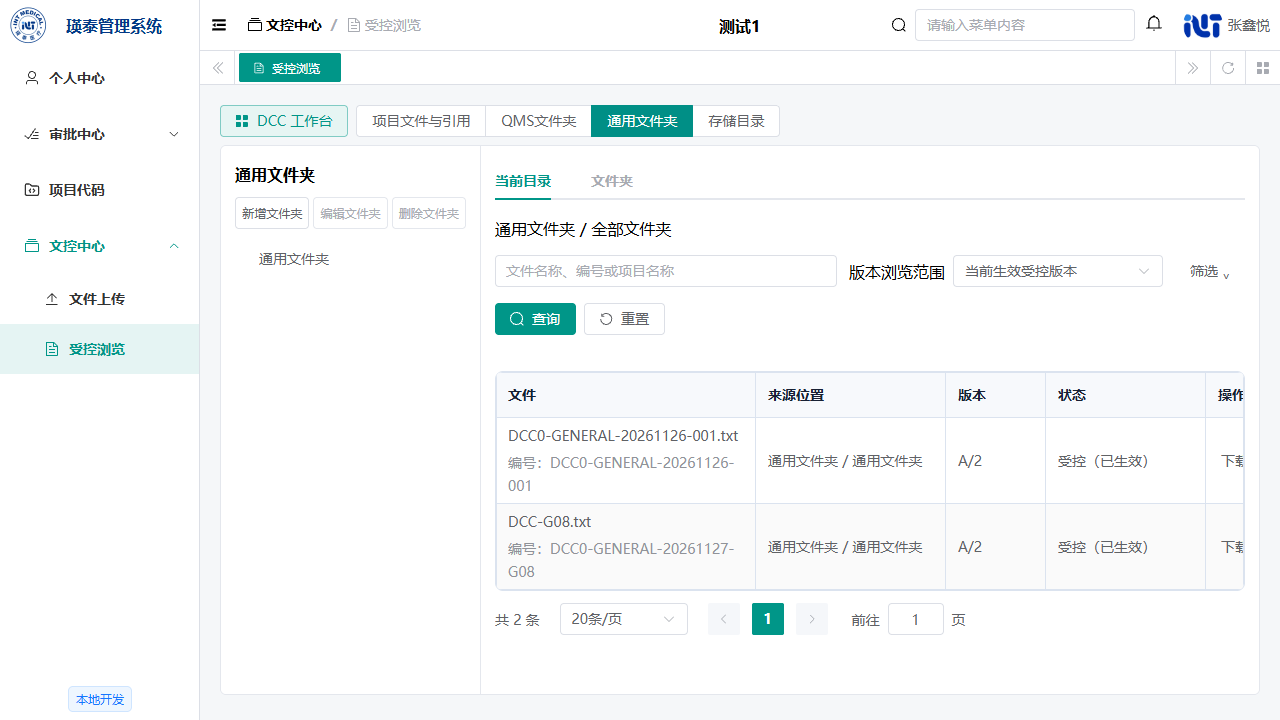 瑛泰管理系统
文控中心 / 受控浏览
测试1
请输入菜单内容
张鑫悦
个人中心
审批中心
项目代码
文控中心
文件上传
受控浏览
本地开发
受控浏览
DCC 工作台
项目文件与引用
QMS文件夹
通用文件夹
存储目录
通用文件夹
新增文件夹
编辑文件夹
删除文件夹
通用文件夹
当前目录
文件夹
通用文件夹 / 全部文件夹
文件名称、编号或项目名称
版本浏览范围
当前生效受控版本
筛选
查询
重置
文件 来源位置 版本 状态 操作
DCC0-GENERAL-20261126-001.txt
编号：DCC0-GENERAL-20261126-
001
通用文件夹 / 通用文件夹
A/2
受控（已生效）
下载
DCC-G08.txt
编号：DCC0-GENERAL-20261127-
G08
通用文件夹 / 通用文件夹
A/2
受控（已生效）
下载
共 2 条
20条/页
1
前往 1 页